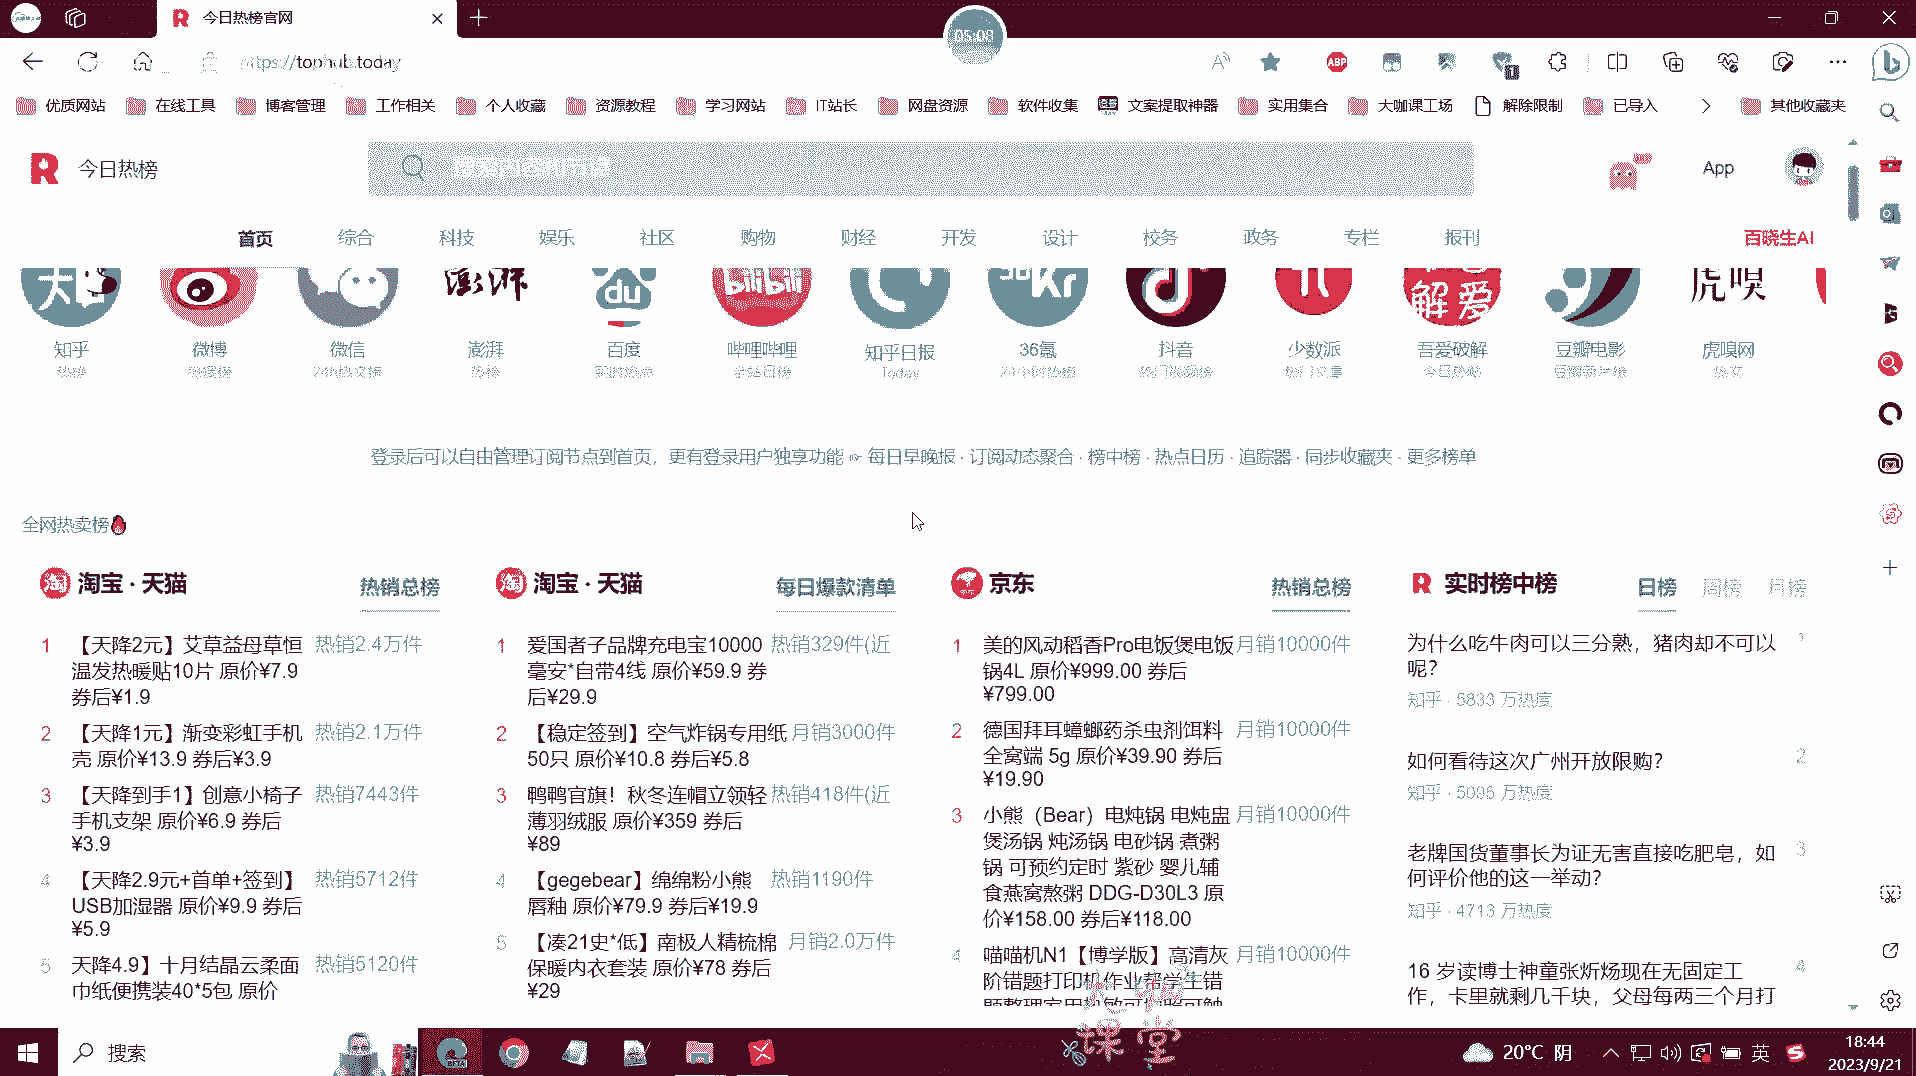 今日热榜官网
05:08
https://tophub.today
ABP
1
优质网站
在线工具
博客管理
工作相关
个人收藏
资源教程
学习网站
IT站长
网盘资源
软件收集
文案提取神器
实用集合
大咖课工场
解除限制
已导入
其他收藏夹
今日热榜
App
首页
综合
科技
娱乐
社区
购物
财经
开发
设计
校务
政务
专栏
报刊
百晓生AI
知乎
微博
微信
澎湃
百度
哔哩哔哩
知乎日报
36氪
抖音
少数派
吾爱破解
豆瓣电影
虎嗅网
Today
登录后可以自由管理订阅节点到首页，更有登录用户独享功能 ☞ 每日早晚报 · 订阅动态聚合 · 榜中榜 · 热点日历 · 追踪器 · 同步收藏夹 · 更多榜单
全网热卖榜
淘宝 · 天猫
热销总榜
1 【天降2元】艾草益母草恒 热销2.4万件
温发热暖贴10片 原价¥7.9
券后¥1.9
2 【天降1元】渐变彩虹手机 热销2.1万件
壳 原价¥13.9 券后¥3.9
3 【天降到手1】创意小椅子 热销7443件
手机支架 原价¥6.9 券后
¥3.9
4 【天降2.9元+首单+签到】 热销5712件
USB加湿器 原价¥9.9 券后
¥5.9
5 天降4.9】十月结晶云柔面 热销5120件
巾纸便携装40*5包 原价
淘宝 · 天猫
每日爆款清单
1 爱国者子品牌充电宝10000 热销329件(近
毫安*自带4线 原价¥59.9 券
后¥29.9
2 【稳定签到】空气炸锅专用纸 月销3000件
50只 原价¥10.8 券后¥5.8
3 鸭鸭官旗！秋冬连帽立领轻 热销418件(近
薄羽绒服 原价¥359 券后
¥89
4 【gegebear】绵绵粉小熊 热销1190件
唇釉 原价¥79.9 券后¥19.9
5 【凑21史*低】南极人精梳棉 月销2.0万件
保暖内衣套装 原价¥78 券后
¥29
京东
热销总榜
1 美的风动稻香Pro电饭煲电饭 月销10000件
锅4L 原价¥999.00 券后
¥799.00
2 德国拜耳蟑螂药杀虫剂饵料 月销10000件
全窝端 5g 原价¥39.90 券后
¥19.90
3 小熊（Bear）电炖锅 电炖盅 月销10000件
煲汤锅 炖汤锅 电砂锅 煮粥
锅 可预约定时 紫砂 婴儿辅
食燕窝熬粥 DDG-D30L3 原
价¥158.00 券后¥118.00
4 喵喵机N1【博学版】高清灰 月销10000件
阶错题打印机作业帮学生错
实时榜中榜
日榜 周榜 月榜
为什么吃牛肉可以三分熟，猪肉却不可以 1
呢？
知乎 · 5833 万热度
如何看待这次广州开放限购？ 2
知乎 · 5096 万热度
老牌国货董事长为证无害直接吃肥皂，如 3
何评价他的这一举动？
知乎 · 4713 万热度
16 岁读博士神童张炘炀现在无固定工 4
作，卡里就剩几千块，父母每两三个月打
课堂
搜索
20°C 阴
英
18:44
2023/9/21